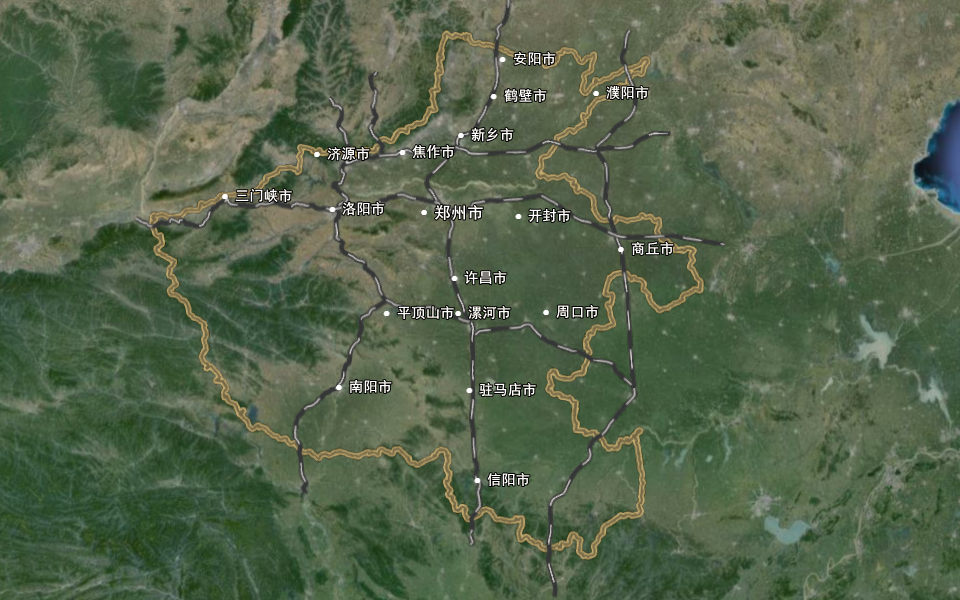 安阳市
濮阳市
鹤壁市
新乡市
济源市
焦作市
三门峡市
洛阳市
郑州市
开封市
商丘市
许昌市
平顶山市
漯河市
周口市
南阳市
驻马店市
信阳市